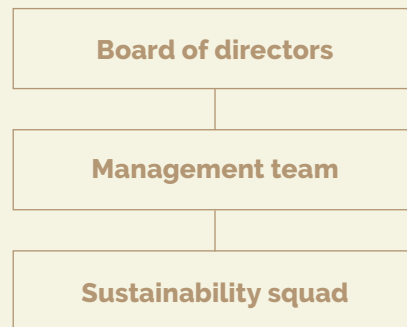 Board of directors
Management team
Sustainability squad